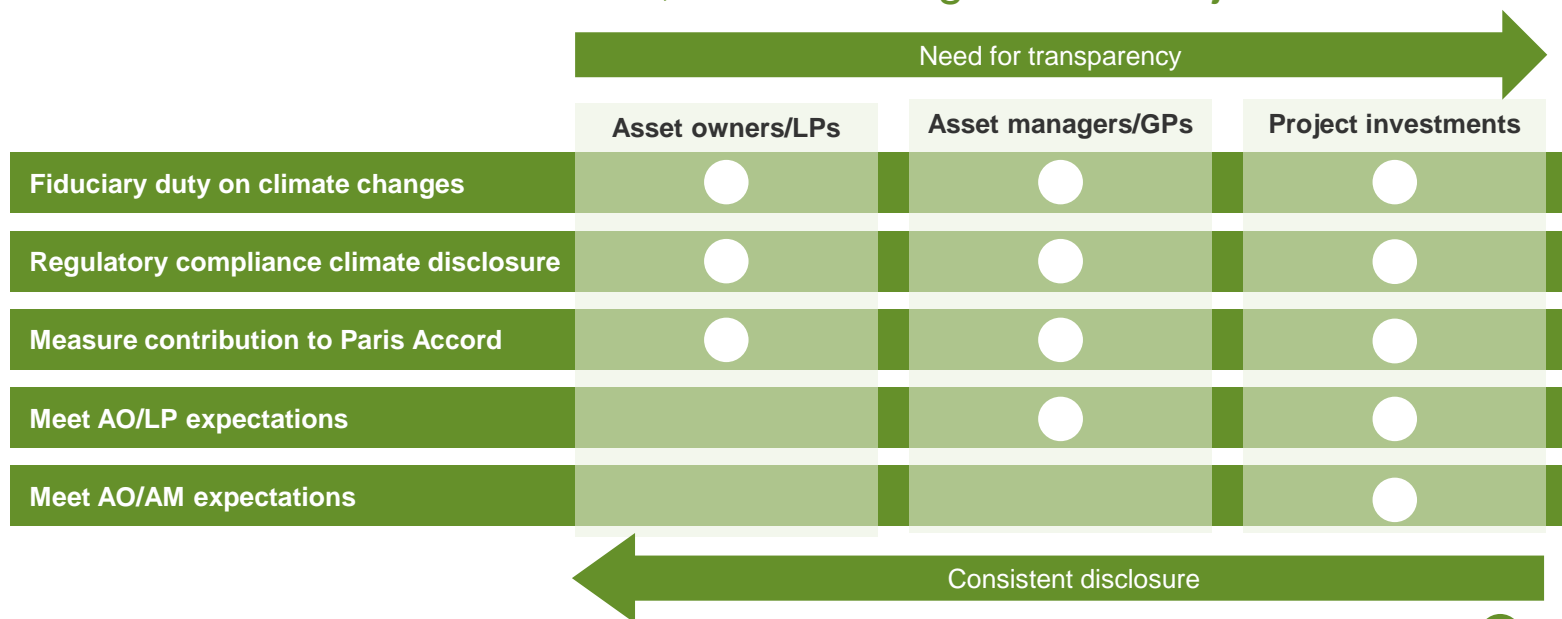 Need for transparency
Asset owners/LPs
Asset managers/GPs
Project investments
Fiduciary duty on climate changes
Regulatory compliance climate disclosure
Measure contribution to Paris Accord
Meet AO/LP expectations
Meet AO/AM expectations
Consistent disclosure